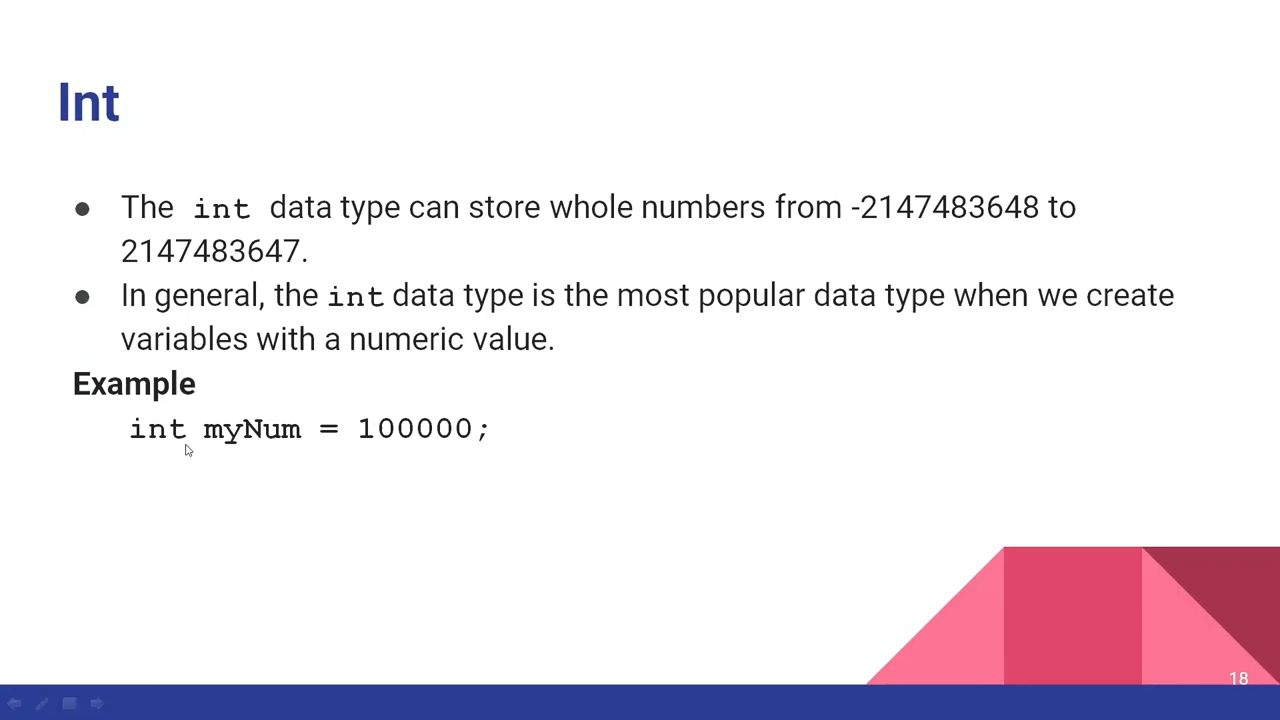 Int
● The int data type can store whole numbers from -2147483648 to
2147483647.
● In general, the int data type is the most popular data type when we create
variables with a numeric value.
Example
int myNum = 100000;
18